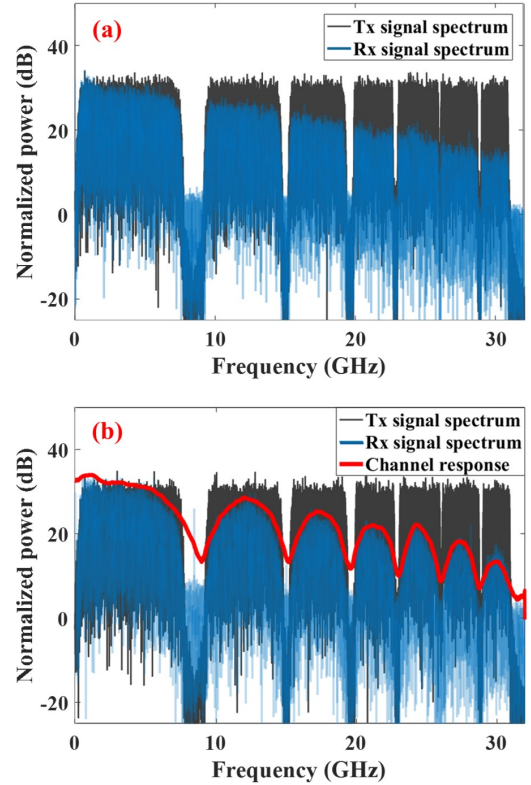 (a)
Tx signal spectrum
Rx signal spectrum
Normalized power (dB)
50
40
20
0
-20
0
10
20
30
Frequency (GHz)
(b)
Tx signal spectrum
Rx signal spectrum
Channel response
Normalized power (dB)
50
40
20
0
-20
0
10
20
30
Frequency (GHz)